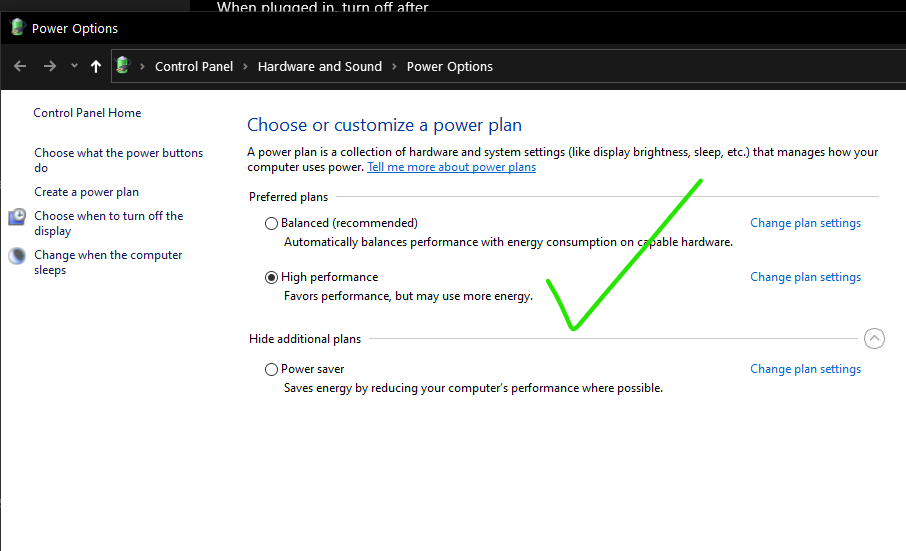 When plugged in, turn off after
Power Options
Control Panel > Hardware and Sound > Power Options
Control Panel Home
Choose what the power buttons
do
Create a power plan
Choose when to turn off the
display
Change when the computer
sleeps
Choose or customize a power plan
A power plan is a collection of hardware and system settings (like display brightness, sleep, etc.) that manages how your
computer uses power. Tell me more about power plans
Preferred plans
Balanced (recommended) Change plan settings
Automatically balances performance with energy consumption on capable hardware.
High performance Change plan settings
Favors performance, but may use more energy.
Hide additional plans
Power saver Change plan settings
Saves energy by reducing your computer's performance where possible.